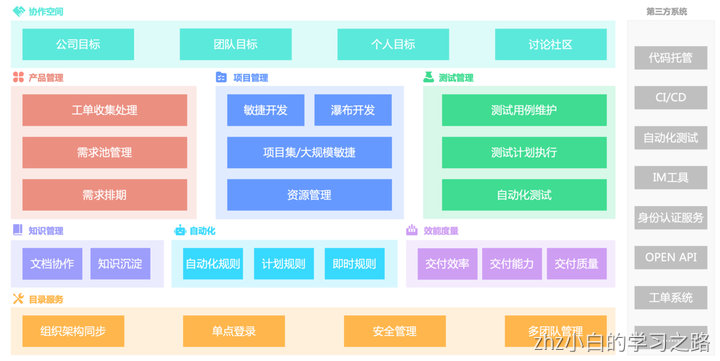 协作空间
第三方系统
公司目标 团队目标 个人目标 讨论社区
代码托管
产品管理 项目管理 测试管理
工单收集处理 敏捷开发 瀑布开发 测试用例维护
CI/CD
自动化测试
需求池管理 项目集/大规模敏捷 测试计划执行
IM工具
需求排期 资源管理 自动化测试
身份认证服务
知识管理 自动化 效能度量
文档协作 知识沉淀 自动化规则 计划规则 即时规则 交付效率 交付能力 交付质量
OPEN API
目录服务
工单系统
组织架构同步 单点登录 安全管理 多团队管理
zhz小白的学习之路